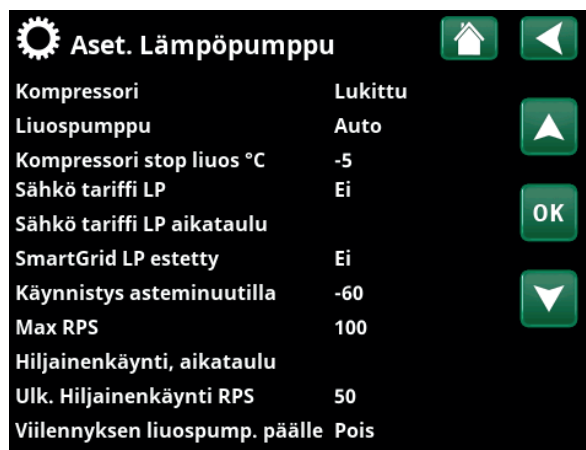 Aset. Lämpöpumppu
Kompressori Lukittu
Liuospumppu Auto
Kompressori stop liuos °C -5
Sähkö tariffi LP Ei
Sähkö tariffi LP aikataulu
SmartGrid LP estetty Ei
Käynnistys asteminuutilla -60
Max RPS 100
Hiljainenkäynti, aikataulu
Ulk. Hiljainenkäynti RPS 50
Viilennyksen liuospump. päälle Pois
OK